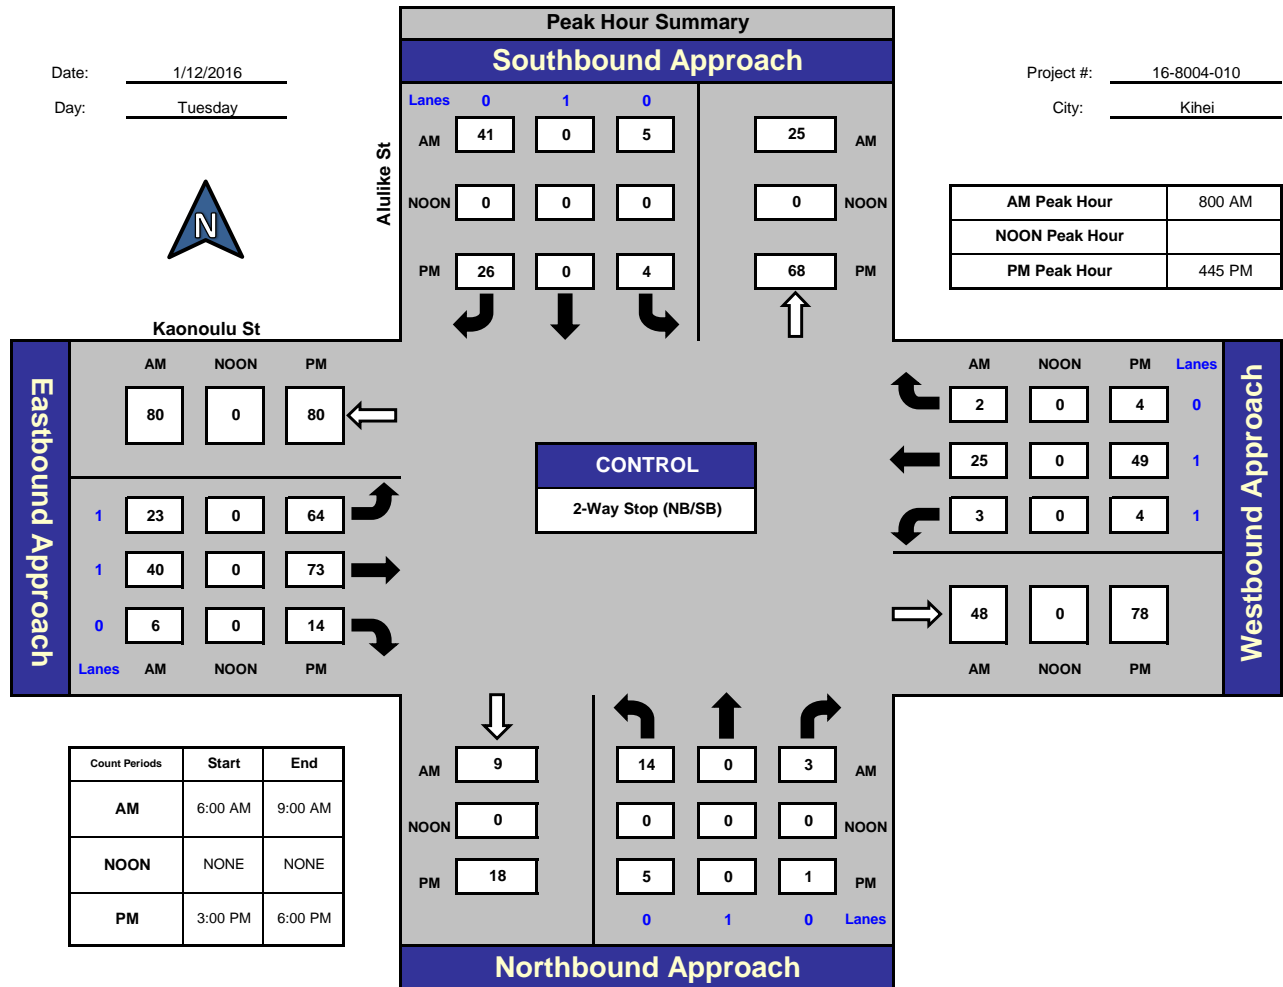 Peak Hour Summary
Southbound Approach
Date: 1/12/2016
Day: Tuesday
Project #: 16-8004-010
City: Kihei
N
Alulike St
Lanes 0 1 0
AM 41 0 5 25 AM
NOON 0 0 0 0 NOON
PM 26 0 4 68 PM
AM Peak Hour 800 AM
NOON Peak Hour
PM Peak Hour 445 PM
Kaonoulu St
Eastbound Approach
AM NOON PM
80 0 80
1 23 0 64
1 40 0 73
0 6 0 14
Lanes AM NOON PM
CONTROL
2-Way Stop (NB/SB)
AM NOON PM Lanes
2 0 4 0
25 0 49 1
3 0 4 1
48 0 78
AM NOON PM
Westbound Approach
Count Periods Start End
AM 6:00 AM 9:00 AM
NOON NONE NONE
PM 3:00 PM 6:00 PM
AM 9 14 0 3 AM
NOON 0 0 0 0 NOON
PM 18 5 0 1 PM
0 1 0 Lanes
Northbound Approach